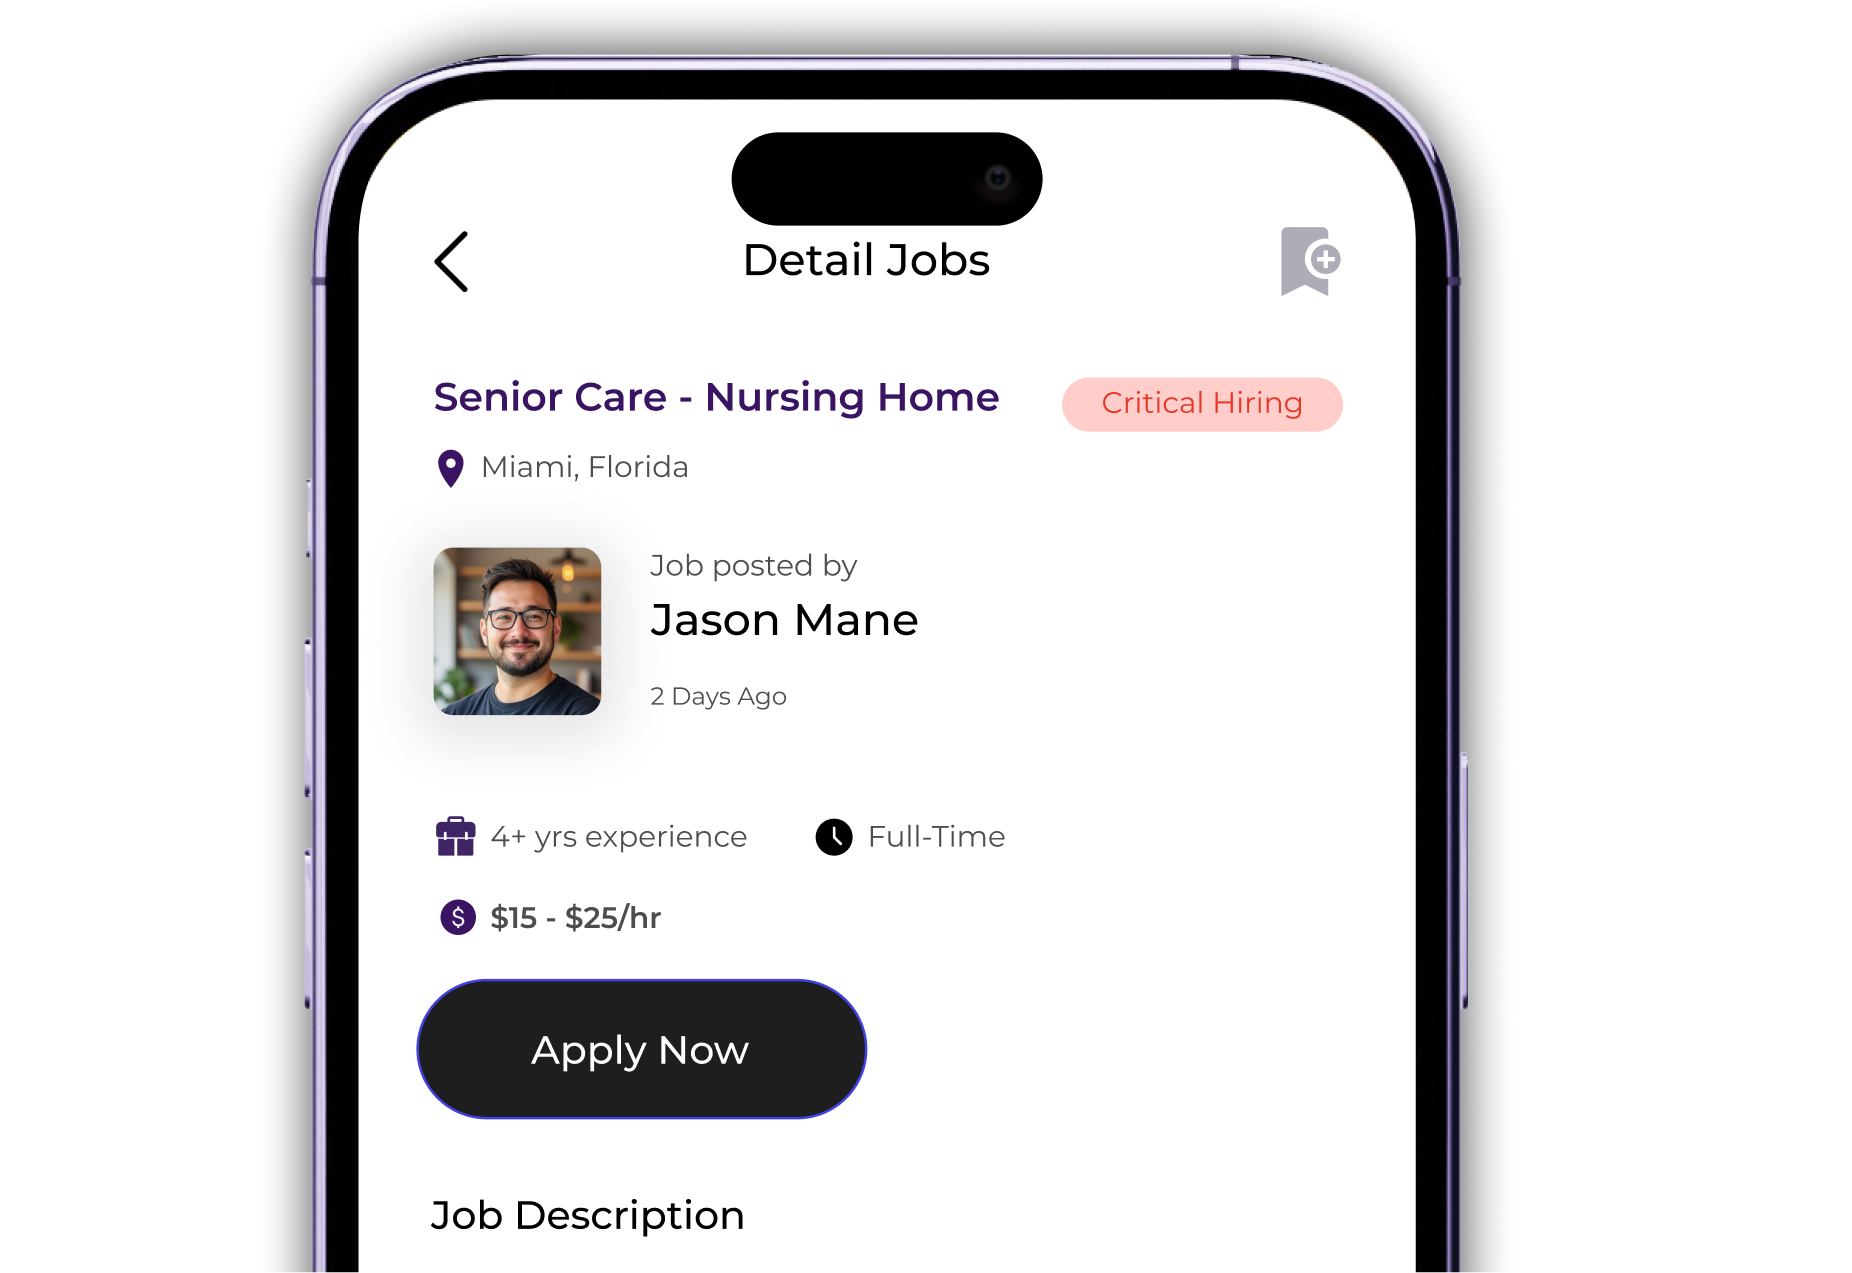 Detail Jobs
Senior Care - Nursing Home
Critical Hiring
Miami, Florida
Job posted by
Jason Mane
2 Days Ago
4+ yrs experience
Full-Time
$ $15 - $25/hr
Apply Now
Job Description